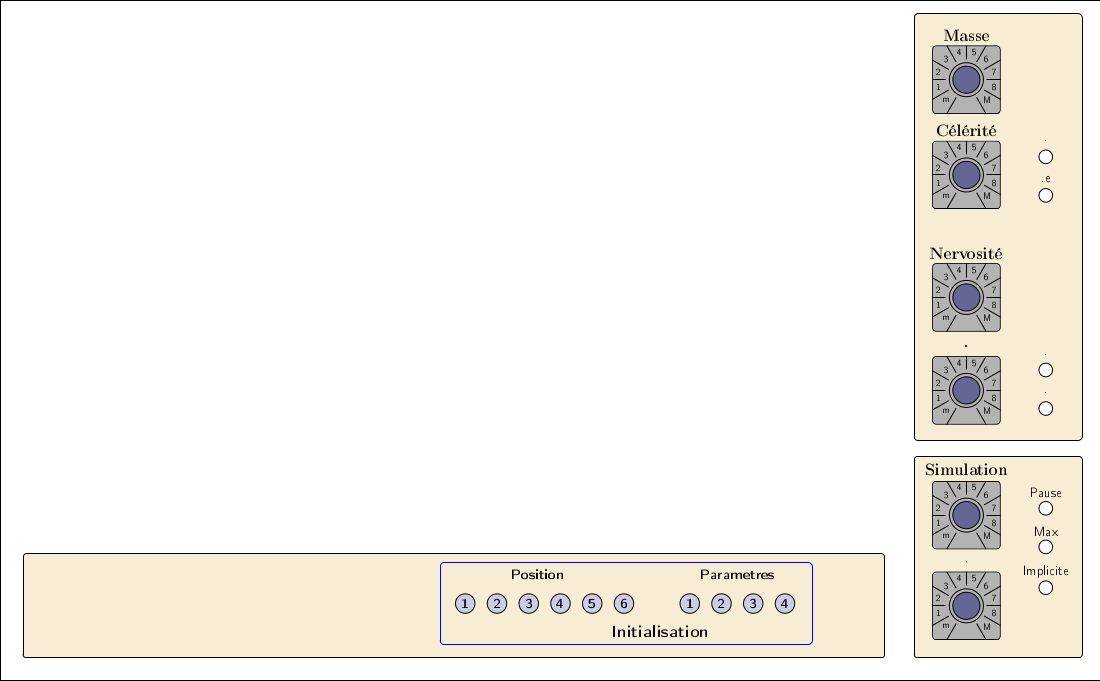 Masse
m 1 2 3 4 5 6 7 8 M
Célérité
m 1 2 3 4 5 6 7 8 M
.
.e
Nervosité
m 1 2 3 4 5 6 7 8 M
.
m 1 2 3 4 5 6 7 8 M
.
.
Simulation
m 1 2 3 4 5 6 7 8 M
Pause
Max
.
m 1 2 3 4 5 6 7 8 M
Implicite
Position Parametres
1 2 3 4 5 6 1 2 3 4
Initialisation